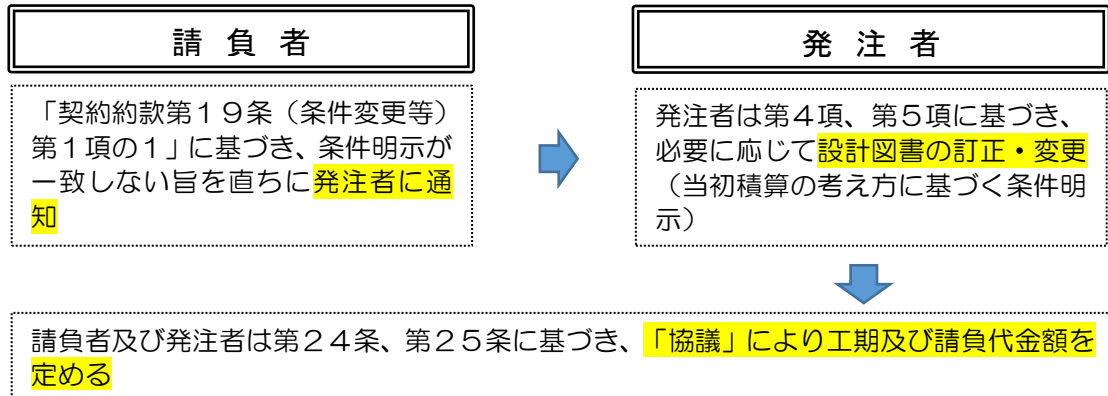 請 負 者
「契約約款第19条（条件変更等）
第1項の1」に基づき、条件明示が
一致しない旨を直ちに発注者に通
知
発 注 者
発注者は第4項、第5項に基づき、
必要に応じて設計図書の訂正・変更
（当初積算の考え方に基づく条件明
示）
請負者及び発注者は第24条、第25条に基づき、「協議」により工期及び請負代金額を
定める